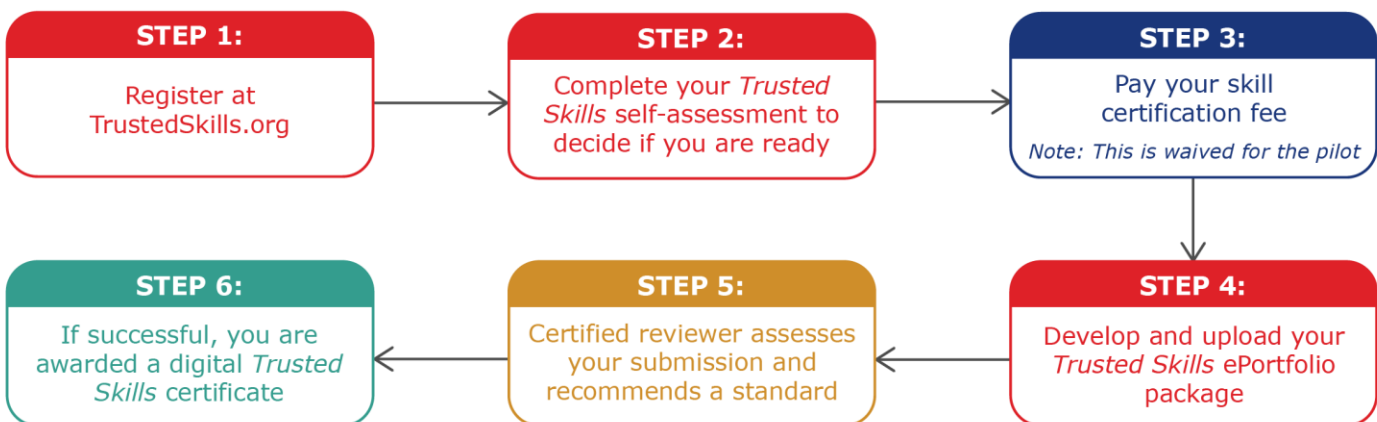 STEP 1:
Register at
TrustedSkills.org
STEP 2:
Complete your Trusted
Skills self-assessment to
decide if you are ready
STEP 3:
Pay your skill
certification fee
Note: This is waived for the pilot
STEP 4:
Develop and upload your
Trusted Skills ePortfolio
package
STEP 5:
Certified reviewer assesses
your submission and
recommends a standard
STEP 6:
If successful, you are
awarded a digital Trusted
Skills certificate